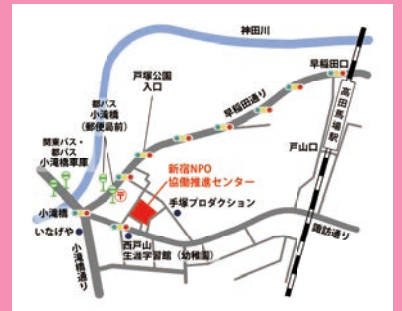 神田川
早稲田口
戸塚公園
入口
都バス
小滝橋
(郵便局前)
早稲田通り
高田馬場駅
関東バス・
都バス
小滝橋車庫
戸山口
新宿NPO
協働推進センター
〒
手塚プロダクション
小滝橋
いなげや
西戸山
生涯学習館(幼稚園)
諏訪通り
小滝橋通り